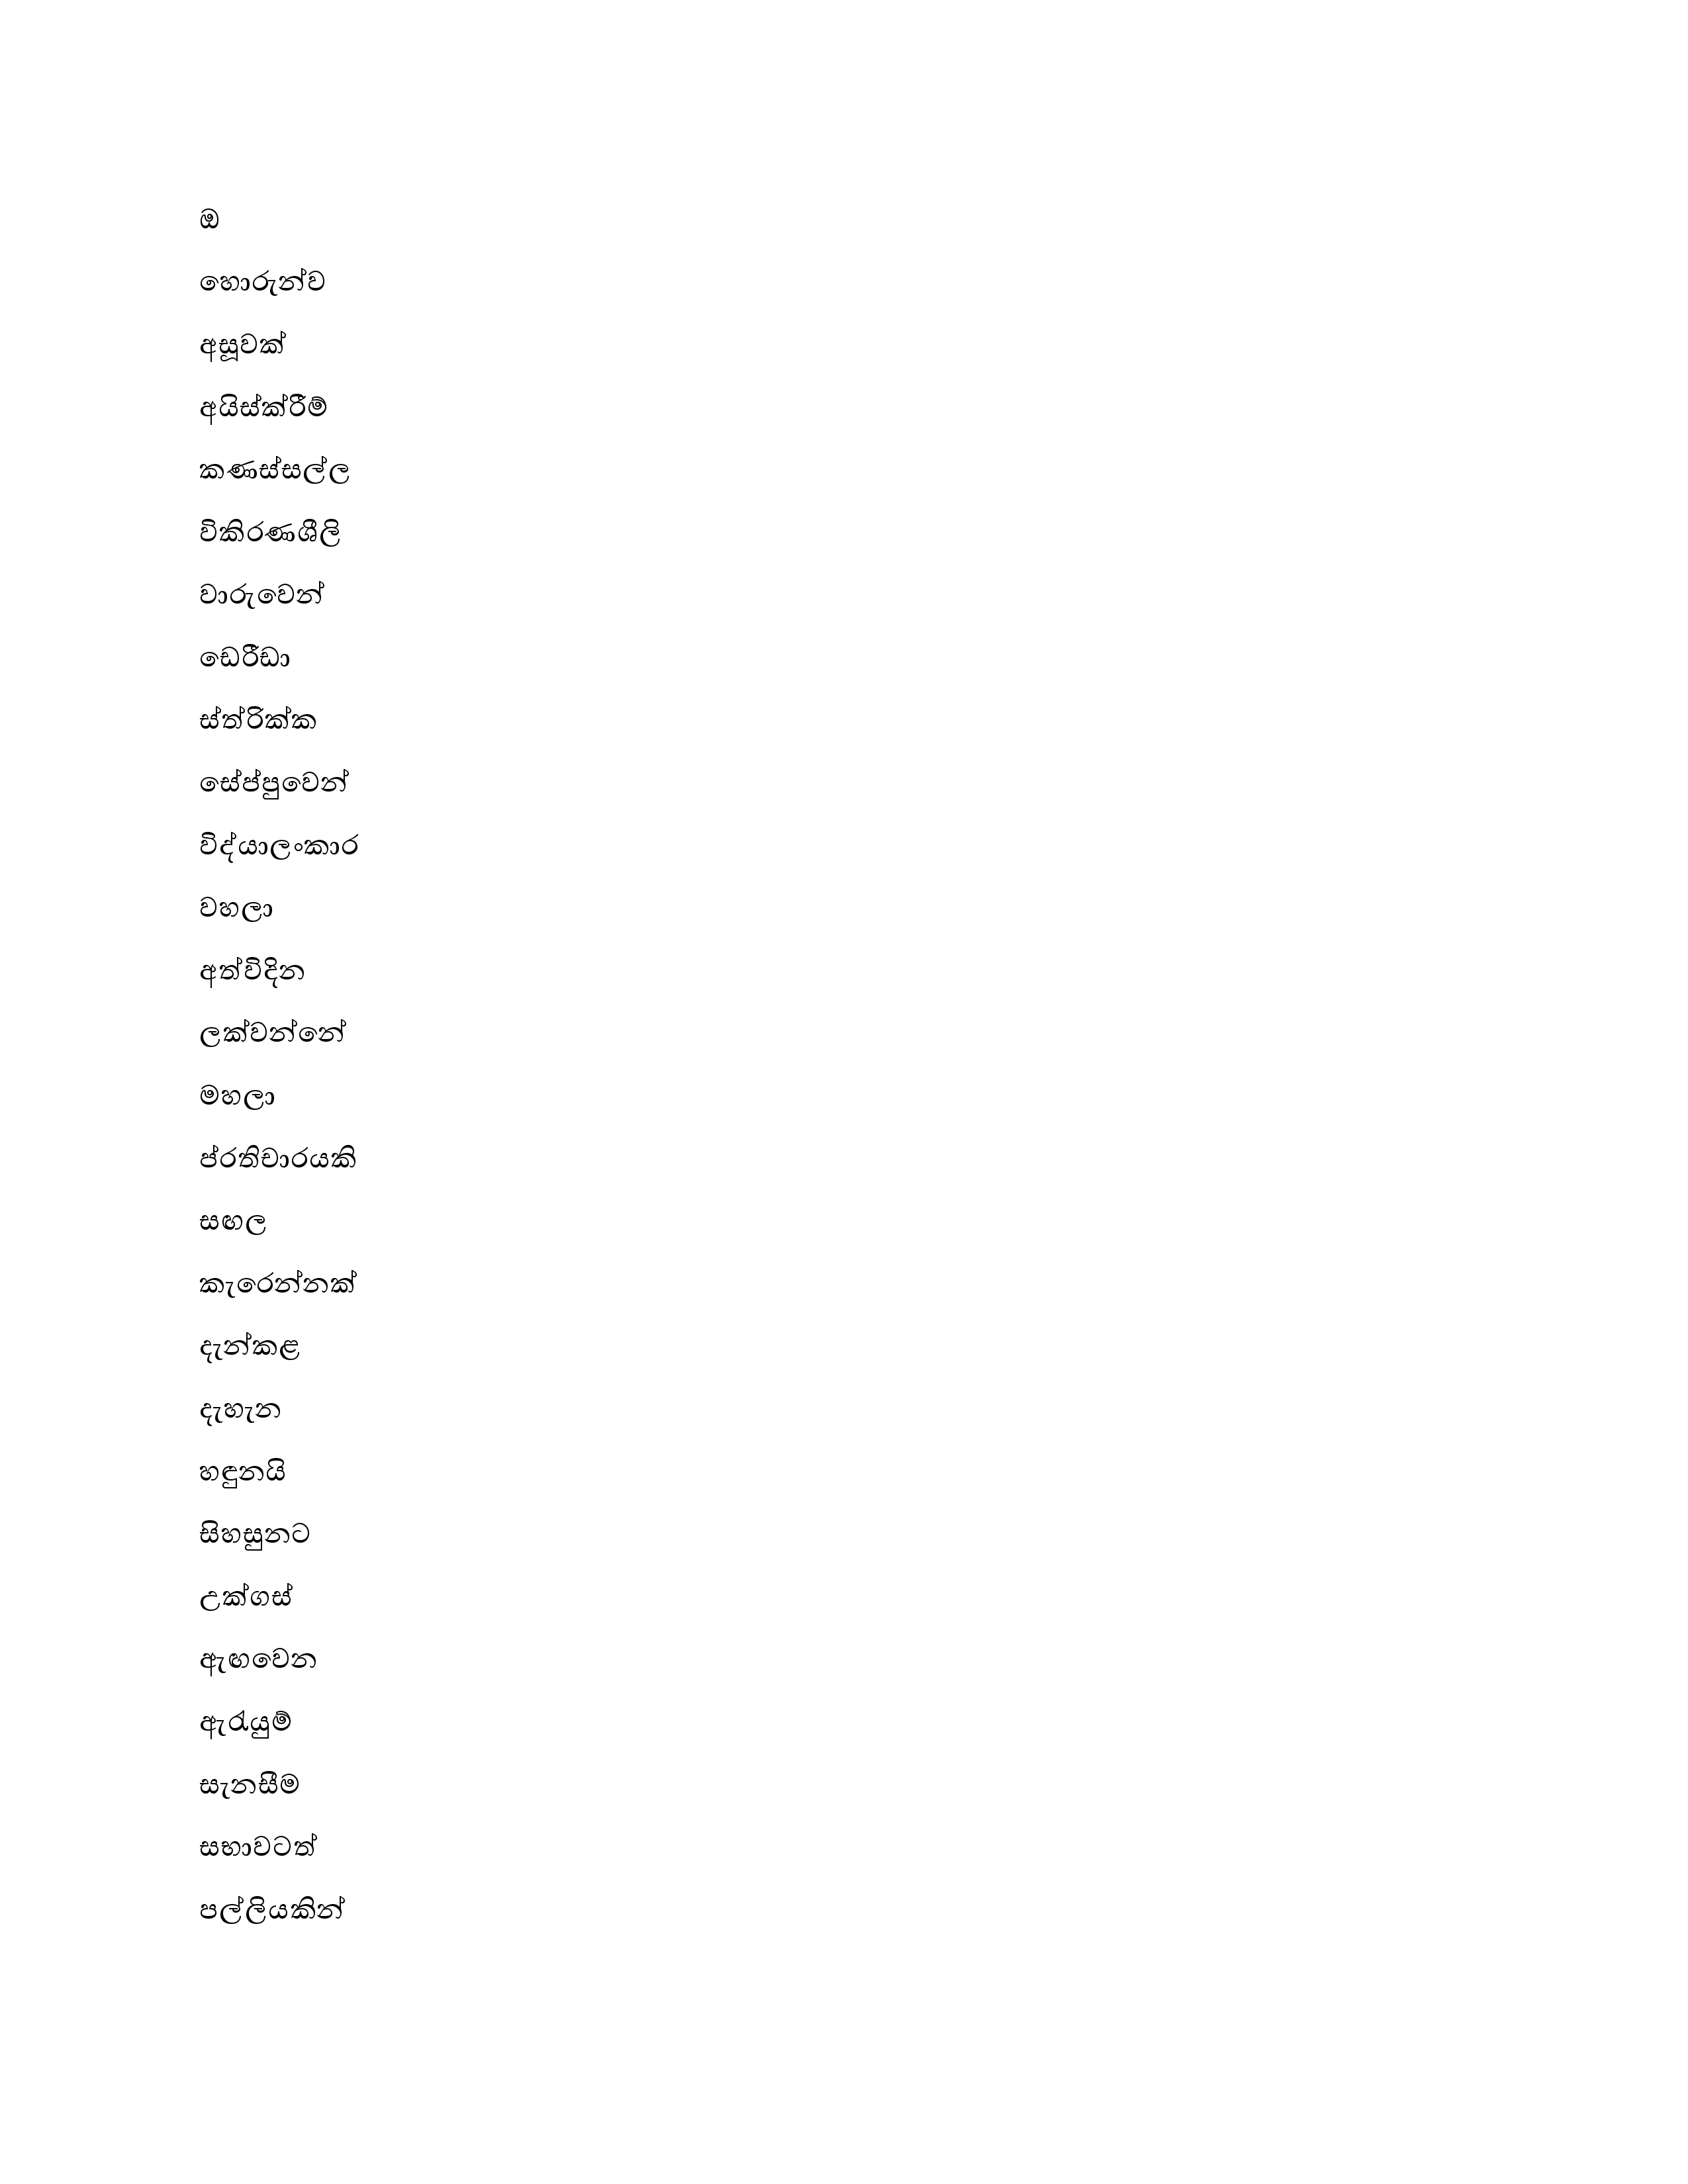 ඔ
හොරුන්ව
අසූවක්
අයිස්ක්රීම්
කණස්සල්ල
විකිරණශීලි
වාරුවෙන්
ඩෙරීඩා
ස්ත්රික්ක
සේප්පුවෙන්
විද්යාලංකාර
වහලා
අත්විදින
ලක්වන්නේ
මහලා
ප්රතිචාරයකි
සඟල
කැරෙන්නක්
දැන්කළ
දැහැන
හඳුනයි
සිහසුනට
උක්ගස්
ඇඟවෙන
ඇරැයුම්
සැනසීම
සභාවටත්
පල්ලියකින්